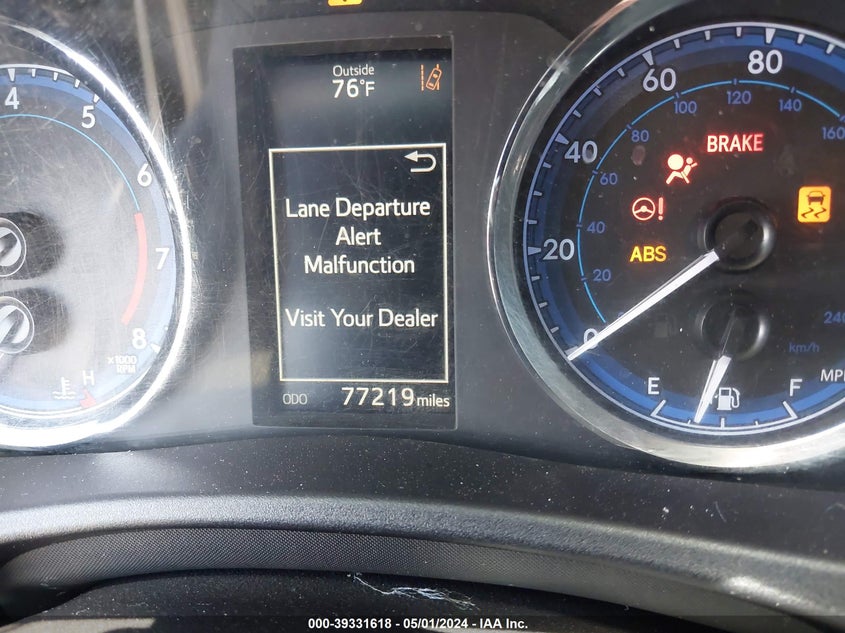 4
5
6
7
8
x1000
RPM
H
Outside
76°F
Lane Departure
Alert
Malfunction
Visit Your Dealer
ODO 77219 miles
0
20
40
60
80
20
40
60
80
100
120
140
160
240
km/h
MPH
BRAKE
!
ABS
E
F
000-39331618 - 05/01/2024 - IAA Inc.